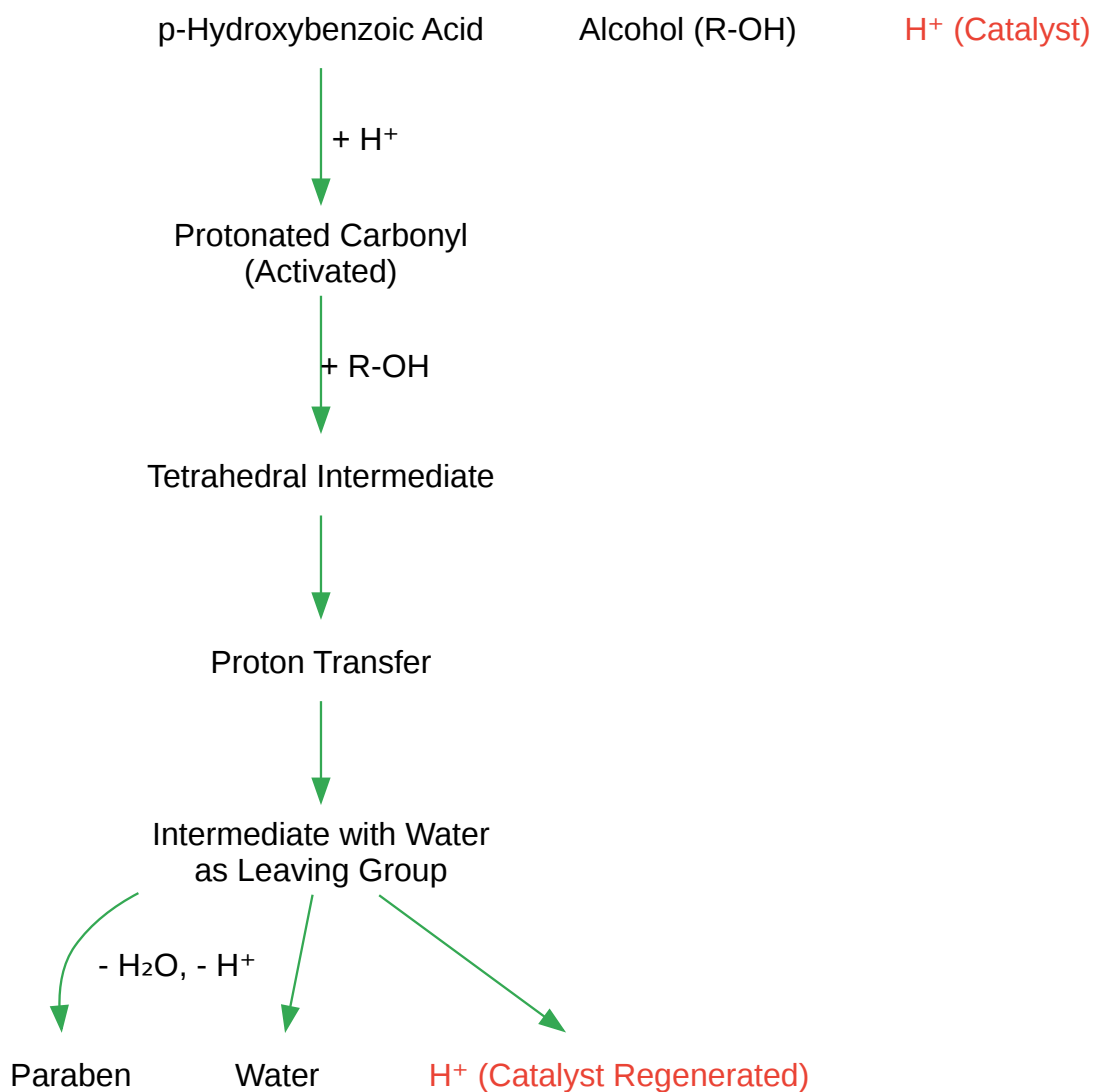 p-Hydroxybenzoic Acid
Alcohol (R-OH)
H⁺ (Catalyst)
+ H⁺
Protonated Carbonyl
(Activated)
+ R-OH
Tetrahedral Intermediate
Proton Transfer
Intermediate with Water
as Leaving Group
- H₂O, - H⁺
Paraben
Water
H⁺ (Catalyst Regenerated)